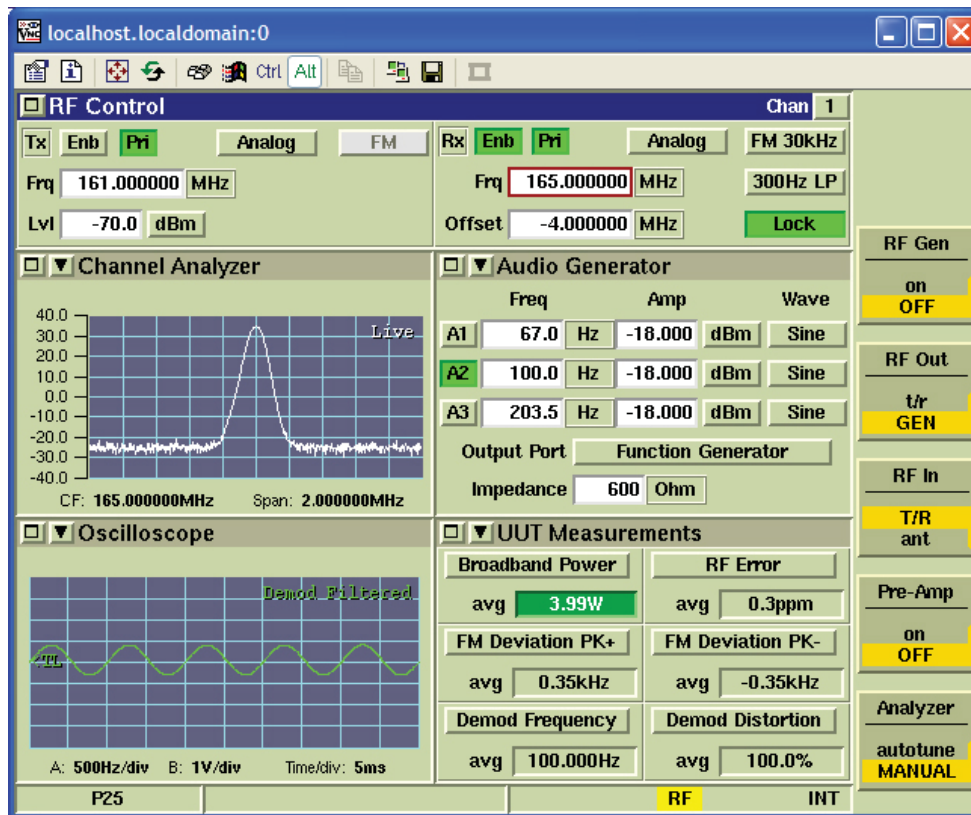 localhost.localdomain:0
Ctrl Alt
RF Control Chan 1
Tx Enb Pri Analog FM
Frq 161.000000 MHz
Lvl -70.0 dBm
Rx Enb Pri Analog FM 30kHz
Frq 165.000000 MHz 300Hz LP
Offset -4.000000 MHz Lock
Channel Analyzer
Live
40.0
30.0
20.0
10.0
0.0
-10.0
-20.0
-30.0
-40.0
CF: 165.000000MHz Span: 2.000000MHz
Audio Generator
Freq Amp Wave
A1 67.0 Hz -18.000 dBm Sine
A2 100.0 Hz -18.000 dBm Sine
A3 203.5 Hz -18.000 dBm Sine
Output Port Function Generator
Impedance 600 Ohm
Oscilloscope
Demod Filtered
A: 500Hz/div B: 1V/div Time/div: 5ms
UUT Measurements
Broadband Power RF Error
avg 3.99W avg 0.3ppm
FM Deviation PK+ FM Deviation PK-
avg 0.35kHz avg -0.35kHz
Demod Frequency Demod Distortion
avg 100.000Hz avg 100.0%
RF Gen
on
OFF
RF Out
t/r
GEN
RF In
T/R
ant
Pre-Amp
on
OFF
Analyzer
autotune
MANUAL
P25 RF INT